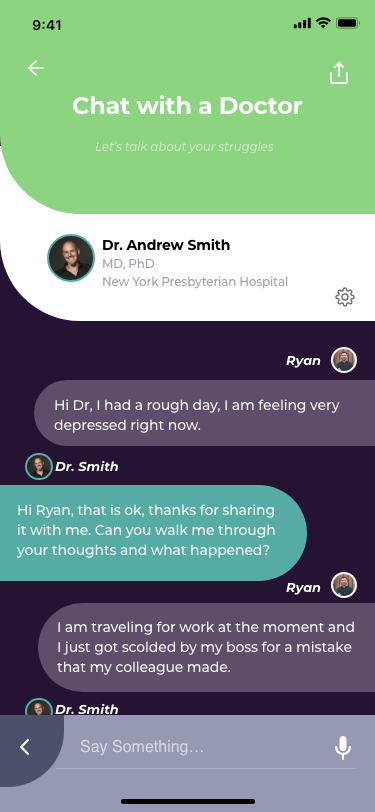 9:41
Chat with a Doctor
Let's talk about your struggles
Dr. Andrew Smith
MD, PhD
New York Presbyterian Hospital
Ryan
Hi Dr, I had a rough day, I am feeling very
depressed right now.
Dr. Smith
Hi Ryan, that is ok, thanks for sharing
it with me. Can you walk me through
your thoughts and what happened?
Ryan
I am traveling for work at the moment and
I just got scolded by my boss for a mistake
that my colleague made.
Dr. Smith
Say Something...